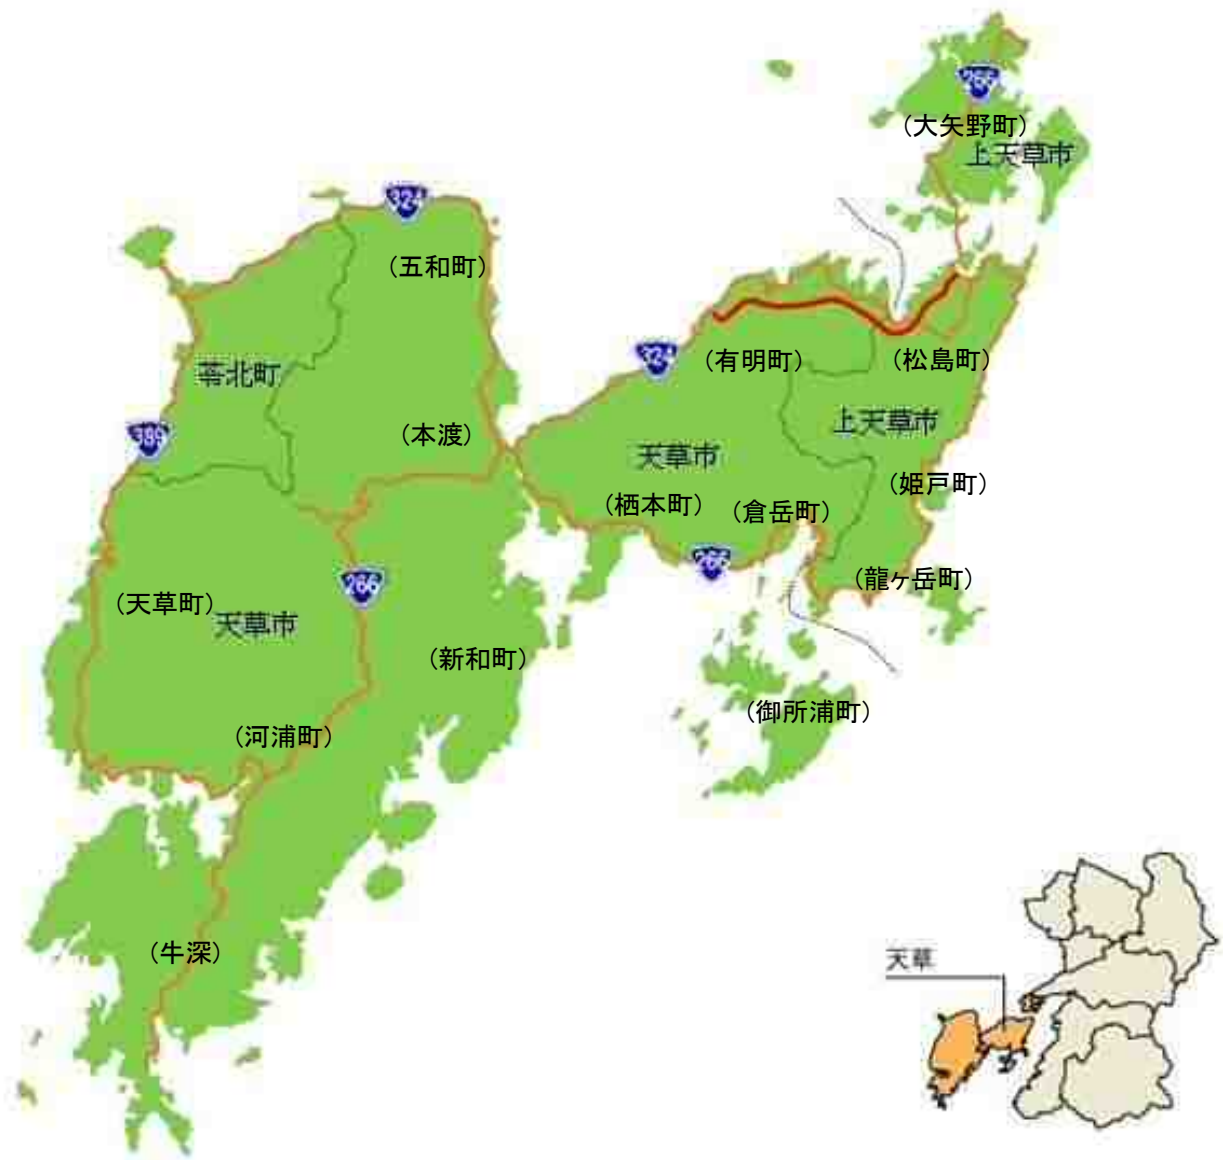 266
(大矢野町)
上天草市
324
(五和町)
324
(有明町)
(松島町)
苓北町
389
(本渡)
上天草市
天草市
(姫戸町)
(栖本町)
(倉岳町)
266
(龍ヶ岳町)
266
(天草町)
天草市
(新和町)
(御所浦町)
(河浦町)
(牛深)
天草